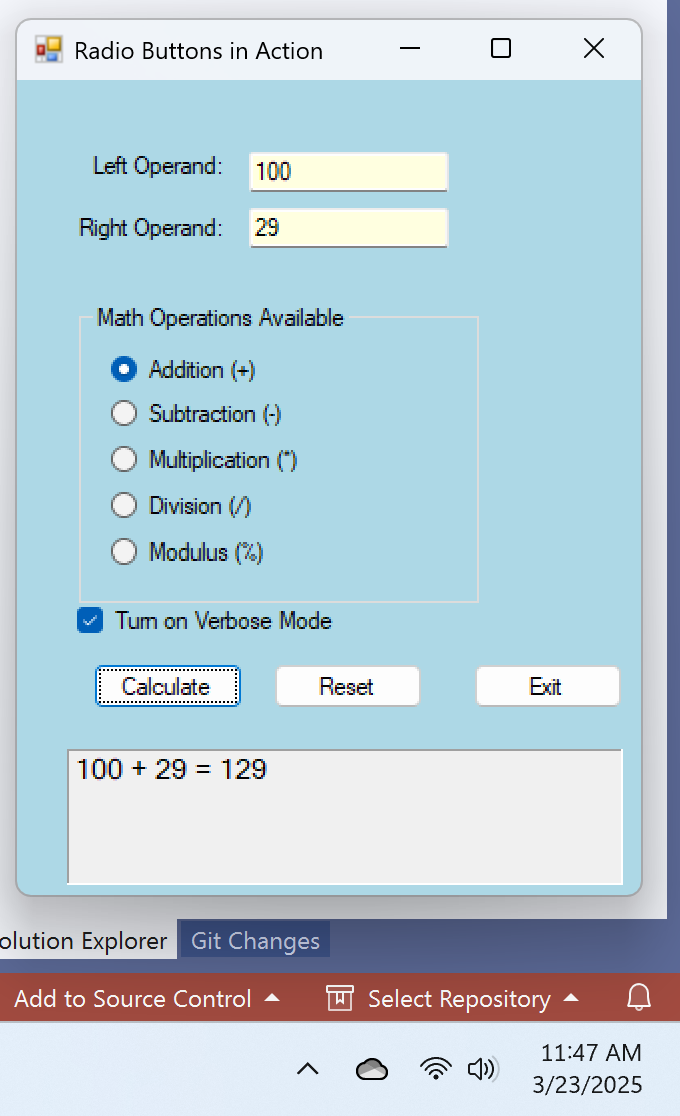 Radio Buttons in Action
Left Operand: 100
Right Operand: 29
Math Operations Available
Addition (+)
Subtraction (-)
Multiplication (*)
Division (/)
Modulus (%)
Turn on Verbose Mode
Calculate Reset Exit
100 + 29 = 129
olution Explorer Git Changes
Add to Source Control Select Repository
11:47 AM
3/23/2025